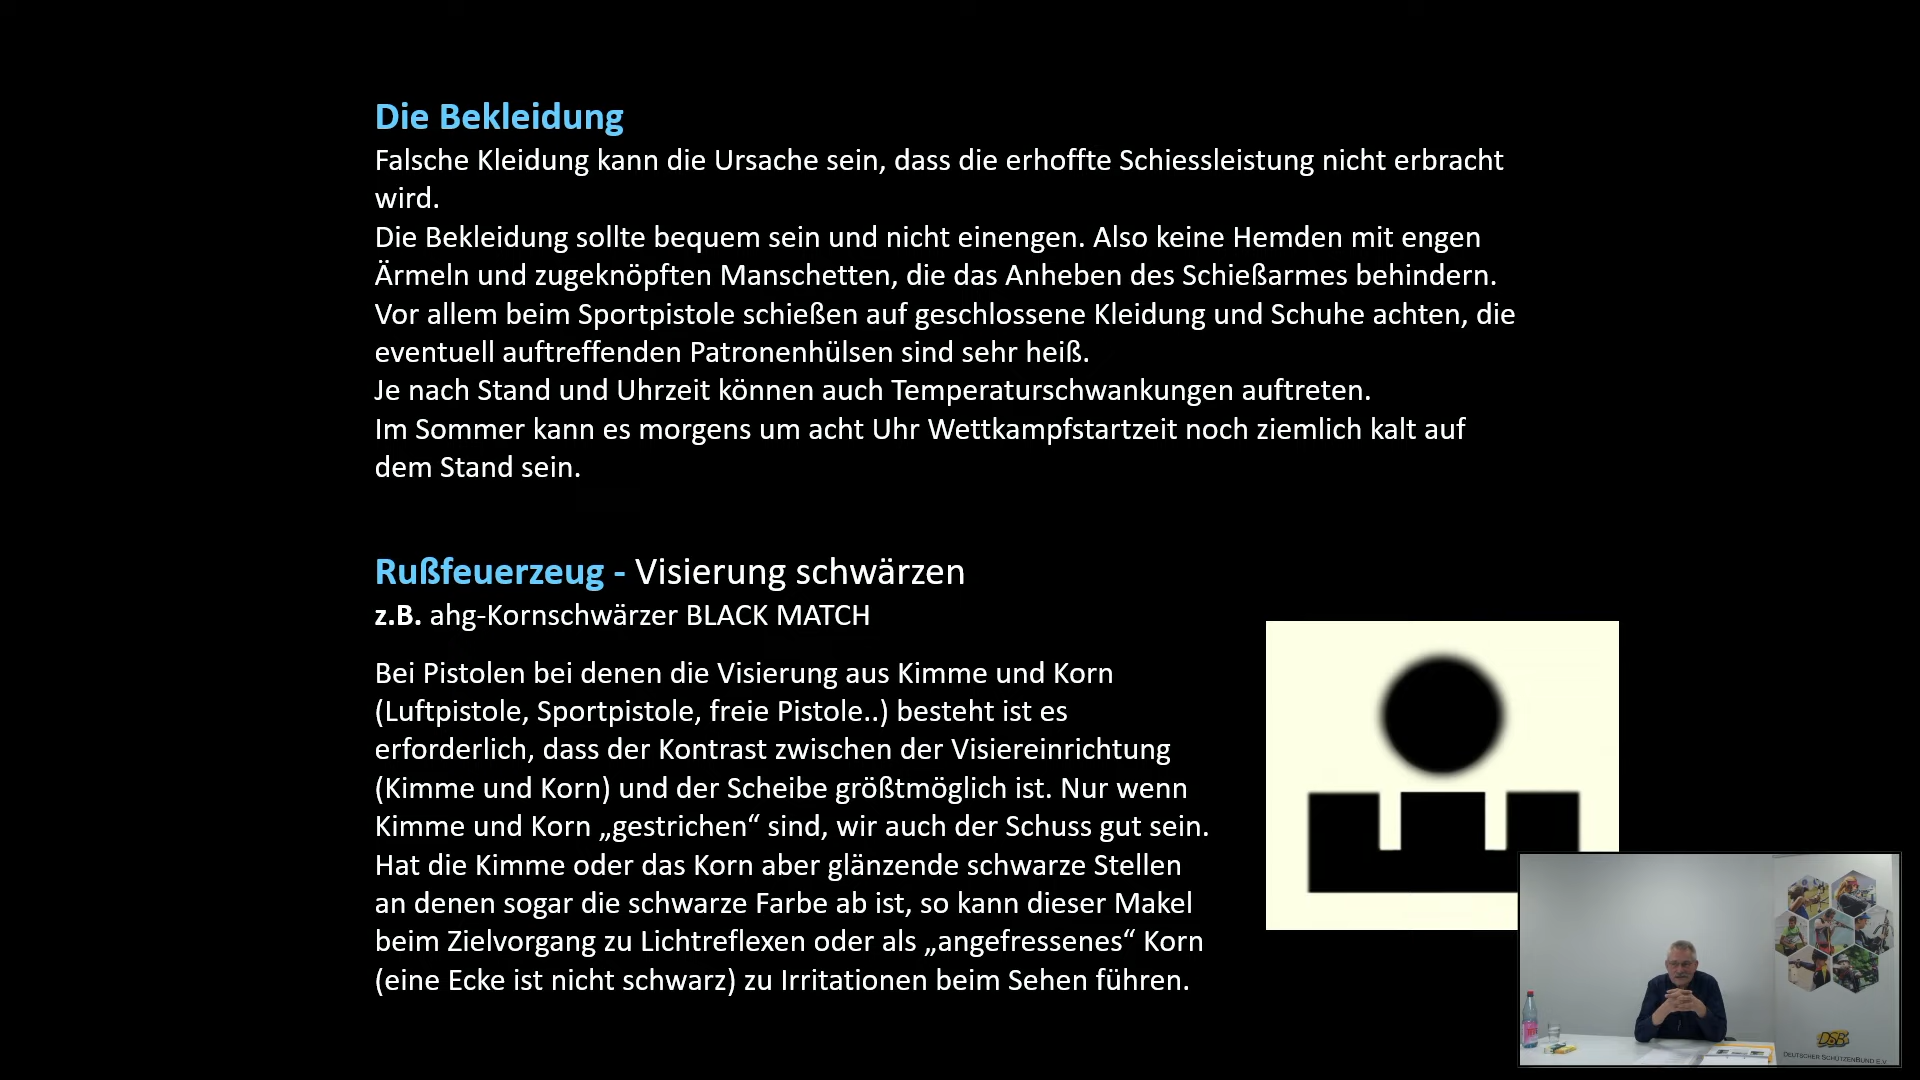 Die Bekleidung
Falsche Kleidung kann die Ursache sein, dass die erhoffte Schiessleistung nicht erbracht
wird.
Die Bekleidung sollte bequem sein und nicht einengen. Also keine Hemden mit engen
Ärmeln und zugeknöpften Manschetten, die das Anheben des Schießarmes behindern.
Vor allem beim Sportpistole schießen auf geschlossene Kleidung und Schuhe achten, die
eventuell auftreffenden Patronenhülsen sind sehr heiß.
Je nach Stand und Uhrzeit können auch Temperaturschwankungen auftreten.
Im Sommer kann es morgens um acht Uhr Wettkampfstartzeit noch ziemlich kalt auf
dem Stand sein.
Rußfeuerzeug - Visierung schwärzen
z.B. ahg-Kornschwärzer BLACK MATCH
Bei Pistolen bei denen die Visierung aus Kimme und Korn
(Luftpistole, Sportpistole, freie Pistole..) besteht ist es
erforderlich, dass der Kontrast zwischen der Visiereinrichtung
(Kimme und Korn) und der Scheibe größtmöglich ist. Nur wenn
Kimme und Korn „gestrichen“ sind, wir auch der Schuss gut sein.
Hat die Kimme oder das Korn aber glänzende schwarze Stellen
an denen sogar die schwarze Farbe ab ist, so kann dieser Makel
beim Zielvorgang zu Lichtreflexen oder als „angefressenes“ Korn
(eine Ecke ist nicht schwarz) zu Irritationen beim Sehen führen.
DSB
DEUTSCHER SCHÜTZENBUND E.V.